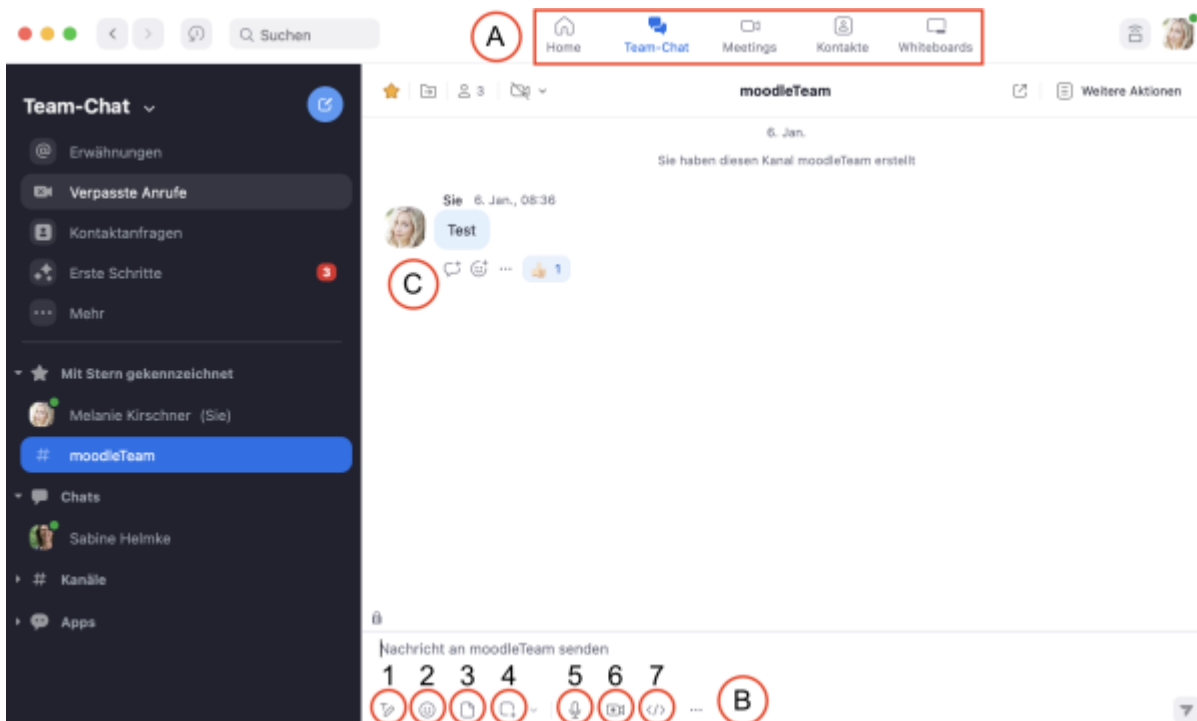 Suchen
A
Home
Team-Chat
Meetings
Kontakte
Whiteboards
Team-Chat
Erwähnungen
Verpasste Anrufe
Kontaktanfragen
Erste Schritte 3
Mehr
Mit Stern gekennzeichnet
Melanie Kirschner (Sie)
# moodleTeam
Chats
Sabine Helmke
# Kanäle
Apps
3
moodleTeam
Weitere Aktionen
6. Jan.
Sie haben diesen Kanal moodleTeam erstellt
Sie 6. Jan., 08:36
Test
C
1
Nachricht an moodleTeam senden
1 2 3 4 5 6 7
B